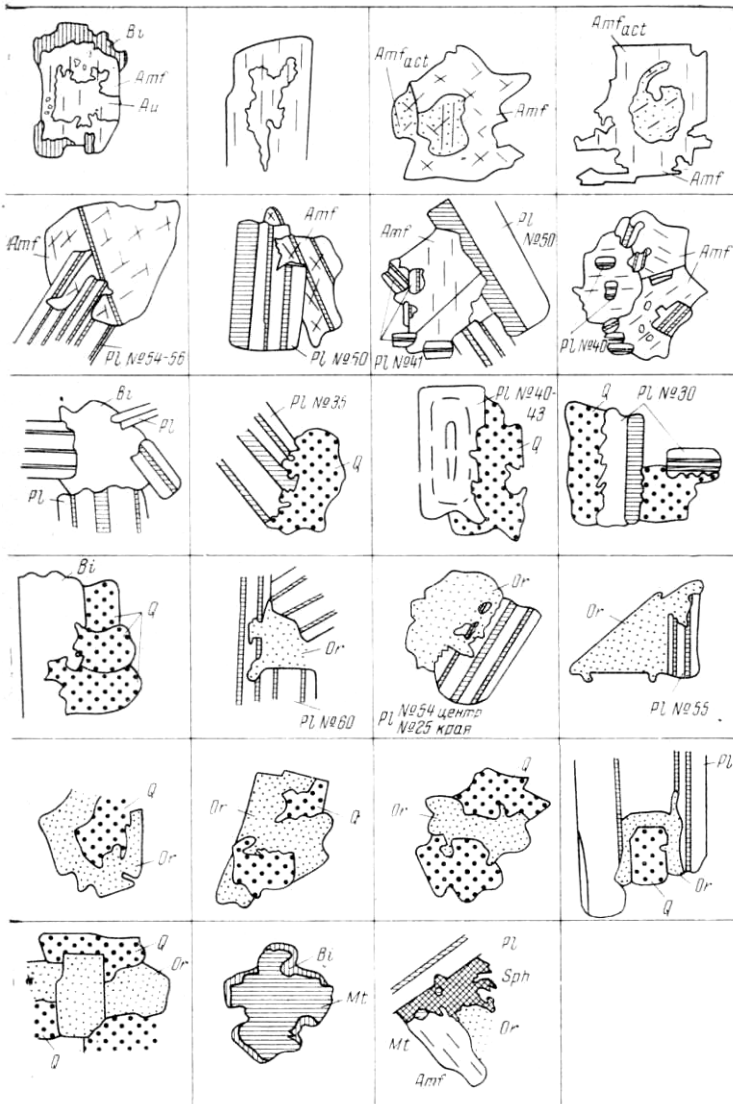 Bi
Amf
Au
Amf act
Amf
Amf act
Amf
Amf
Pl №54-56
Amf
Pl №50
Amf
Pl
№50
Pl №41
Amf
Pl №40
Bi
Pl
Pl
Pl №35
Q
Pl №40-
43
Q
Q
Pl №30
Bi
Q
Or
Pl №60
Or
Pl №54 центр
№25 края
Or
Pl №55
Q
Or
Or
Q
Q
Or
Pl
Or
Q
Q
Or
Q
Bi
Mt
Pl
Sph
Or
Mt
Amf